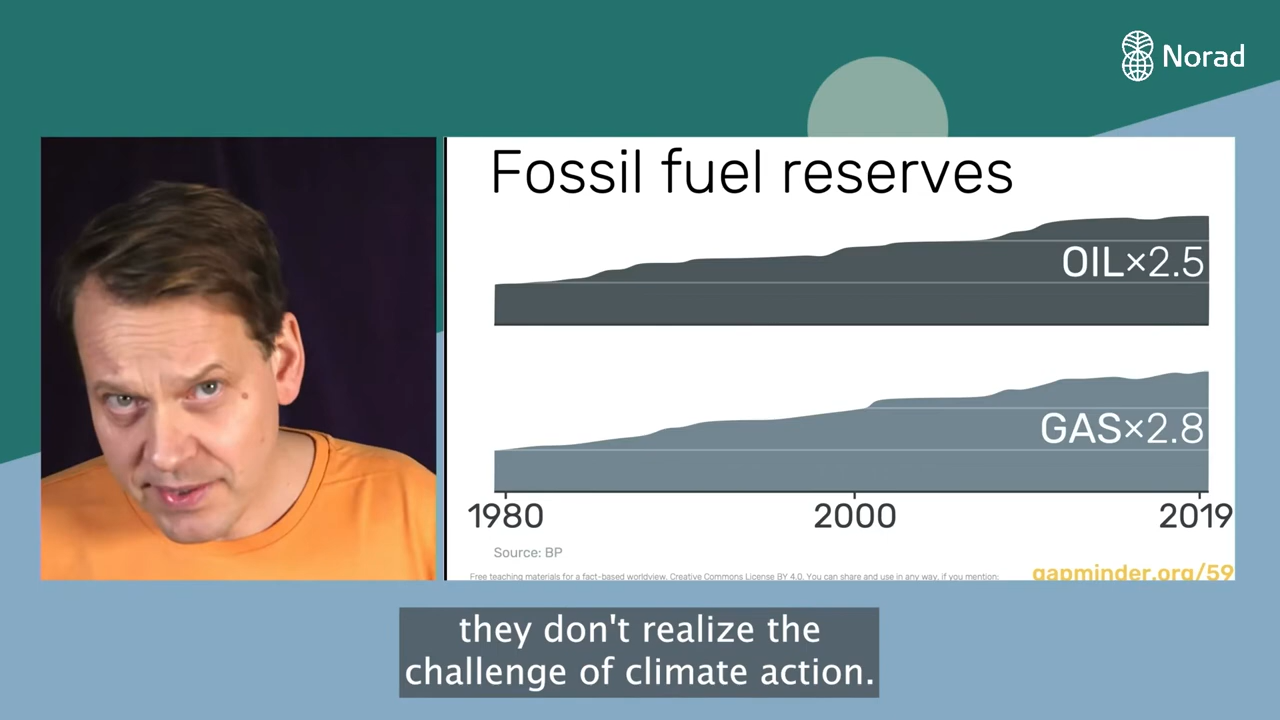 Norad
Fossil fuel reserves
OIL×2.5
GAS×2.8
1980 2000 2019
Source: BP
Free teaching materials for a fact-based worldview. Creative Commons License BY 4.0. You can share and use in any way, if you mention:
gapminder.org/59
they don't realize the
challenge of climate action.